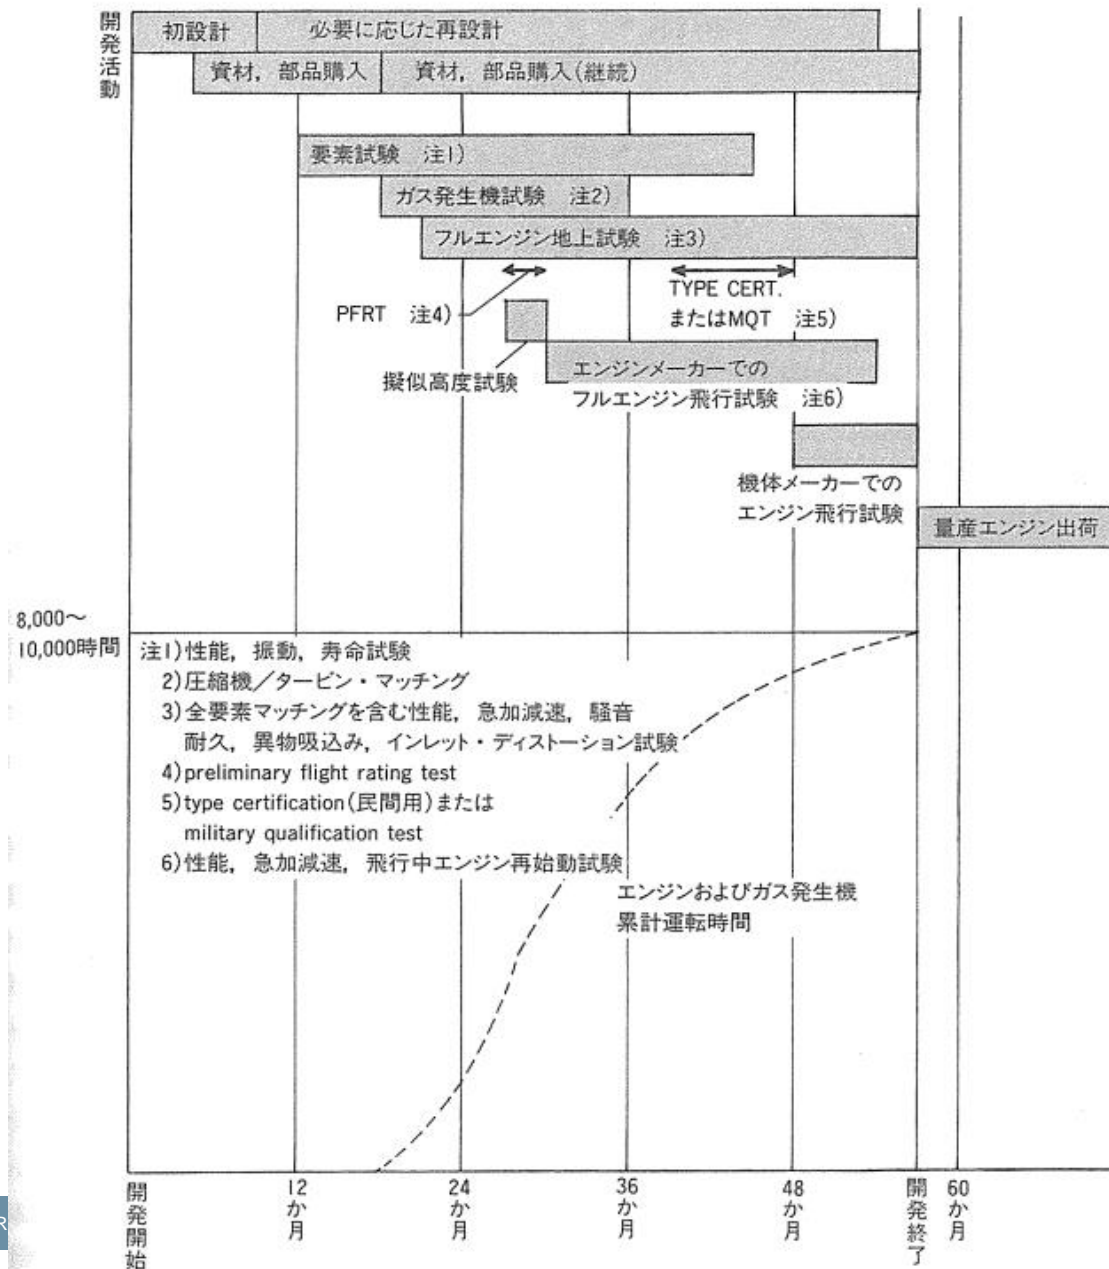 開発活動
初設計
必要に応じた再設計
資材，部品購入
資材，部品購入(継続)
要素試験　注1)
ガス発生機試験　注2)
フルエンジン地上試験　注3)
PFRT　注4)
TYPE CERT.
またはMQT　注5)
擬似高度試験
エンジンメーカーでの
フルエンジン飛行試験　注6)
機体メーカーでの
エンジン飛行試験
量産エンジン出荷
8,000〜
10,000時間
注1)性能，振動，寿命試験
2)圧縮機／タービン・マッチング
3)全要素マッチングを含む性能，急加減速，騒音
耐久，異物吸込み，インレット・ディストーション試験
4)preliminary flight rating test
5)type certification(民間用)または
military qualification test
6)性能，急加減速，飛行中エンジン再始動試験
エンジンおよびガス発生機
累計運転時間
開発開始
12か月
24か月
36か月
48か月
開発終了
60か月
R